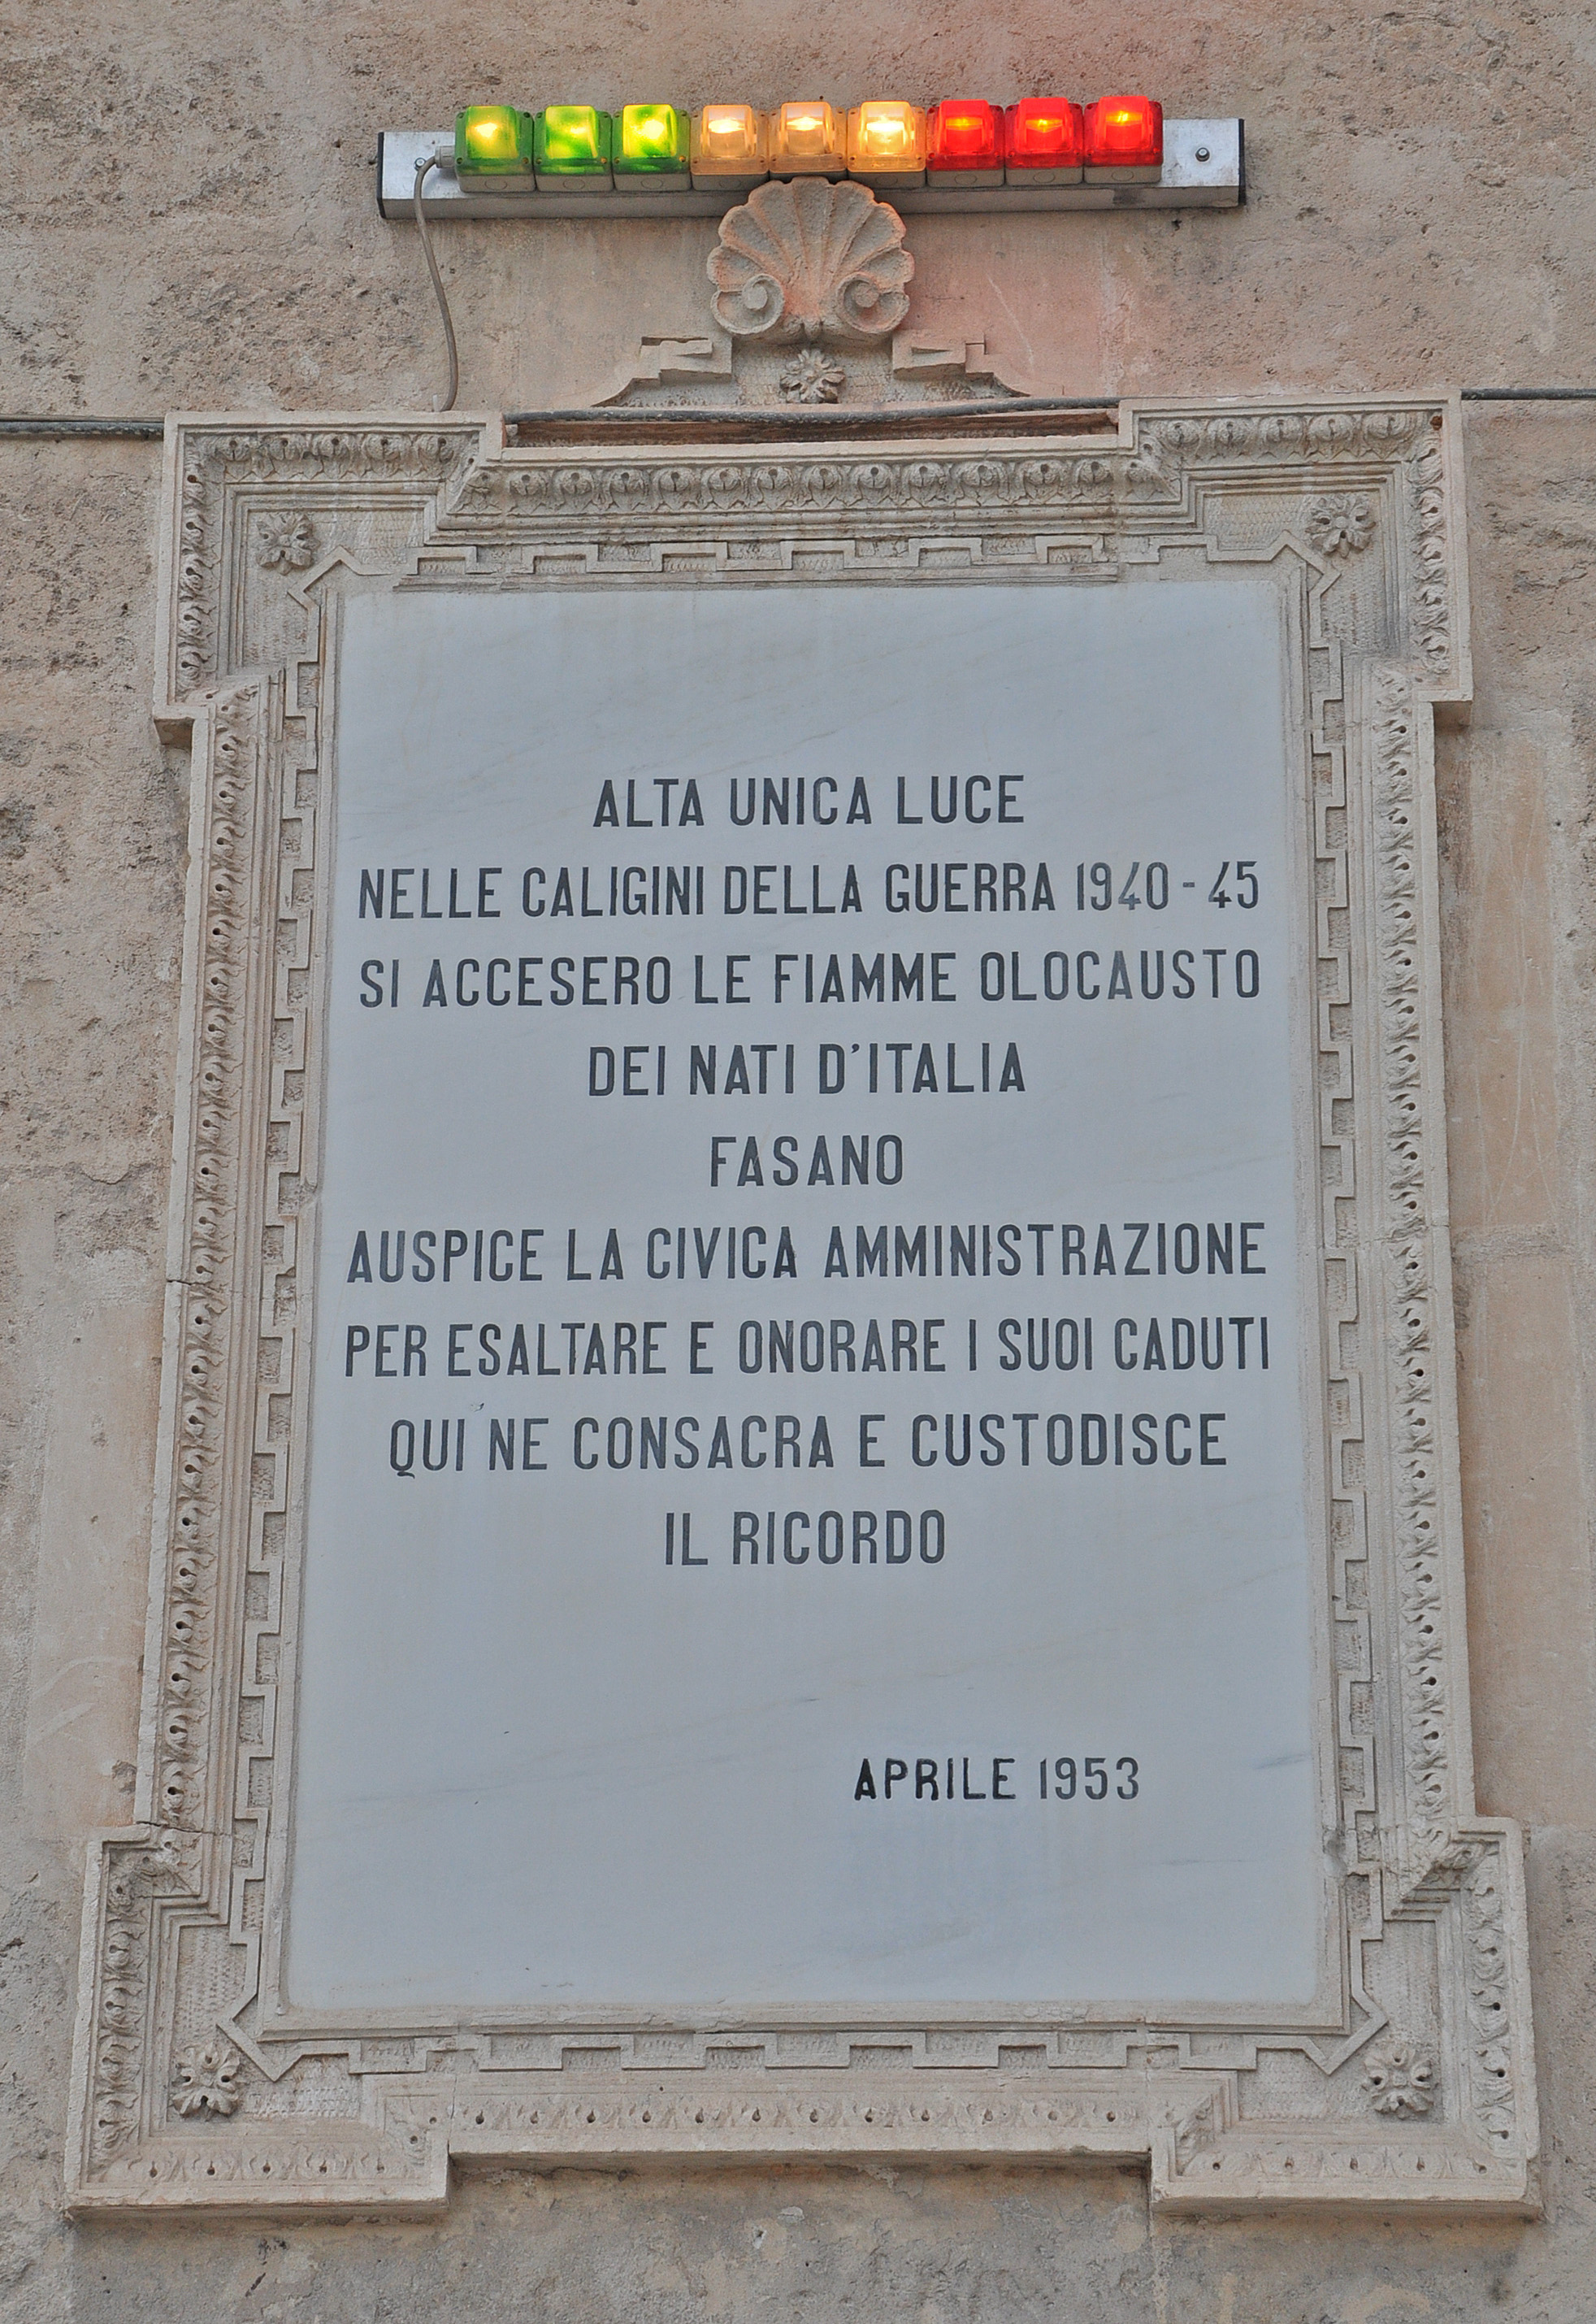 ALTA UNICA LUCE
NELLE CALIGINI DELLA GUERRA 1940-45
SI ACCESERO LE FIAMME OLOCAUSTO
DEI NATI D'ITALIA
FASANO
AUSPICE LA CIVICA AMMINISTRAZIONE
PER ESALTARE E ONORARE I SUOI CADUTI
QUI NE CONSACRA E CUSTODISCE
IL RICORDO
APRILE 1953